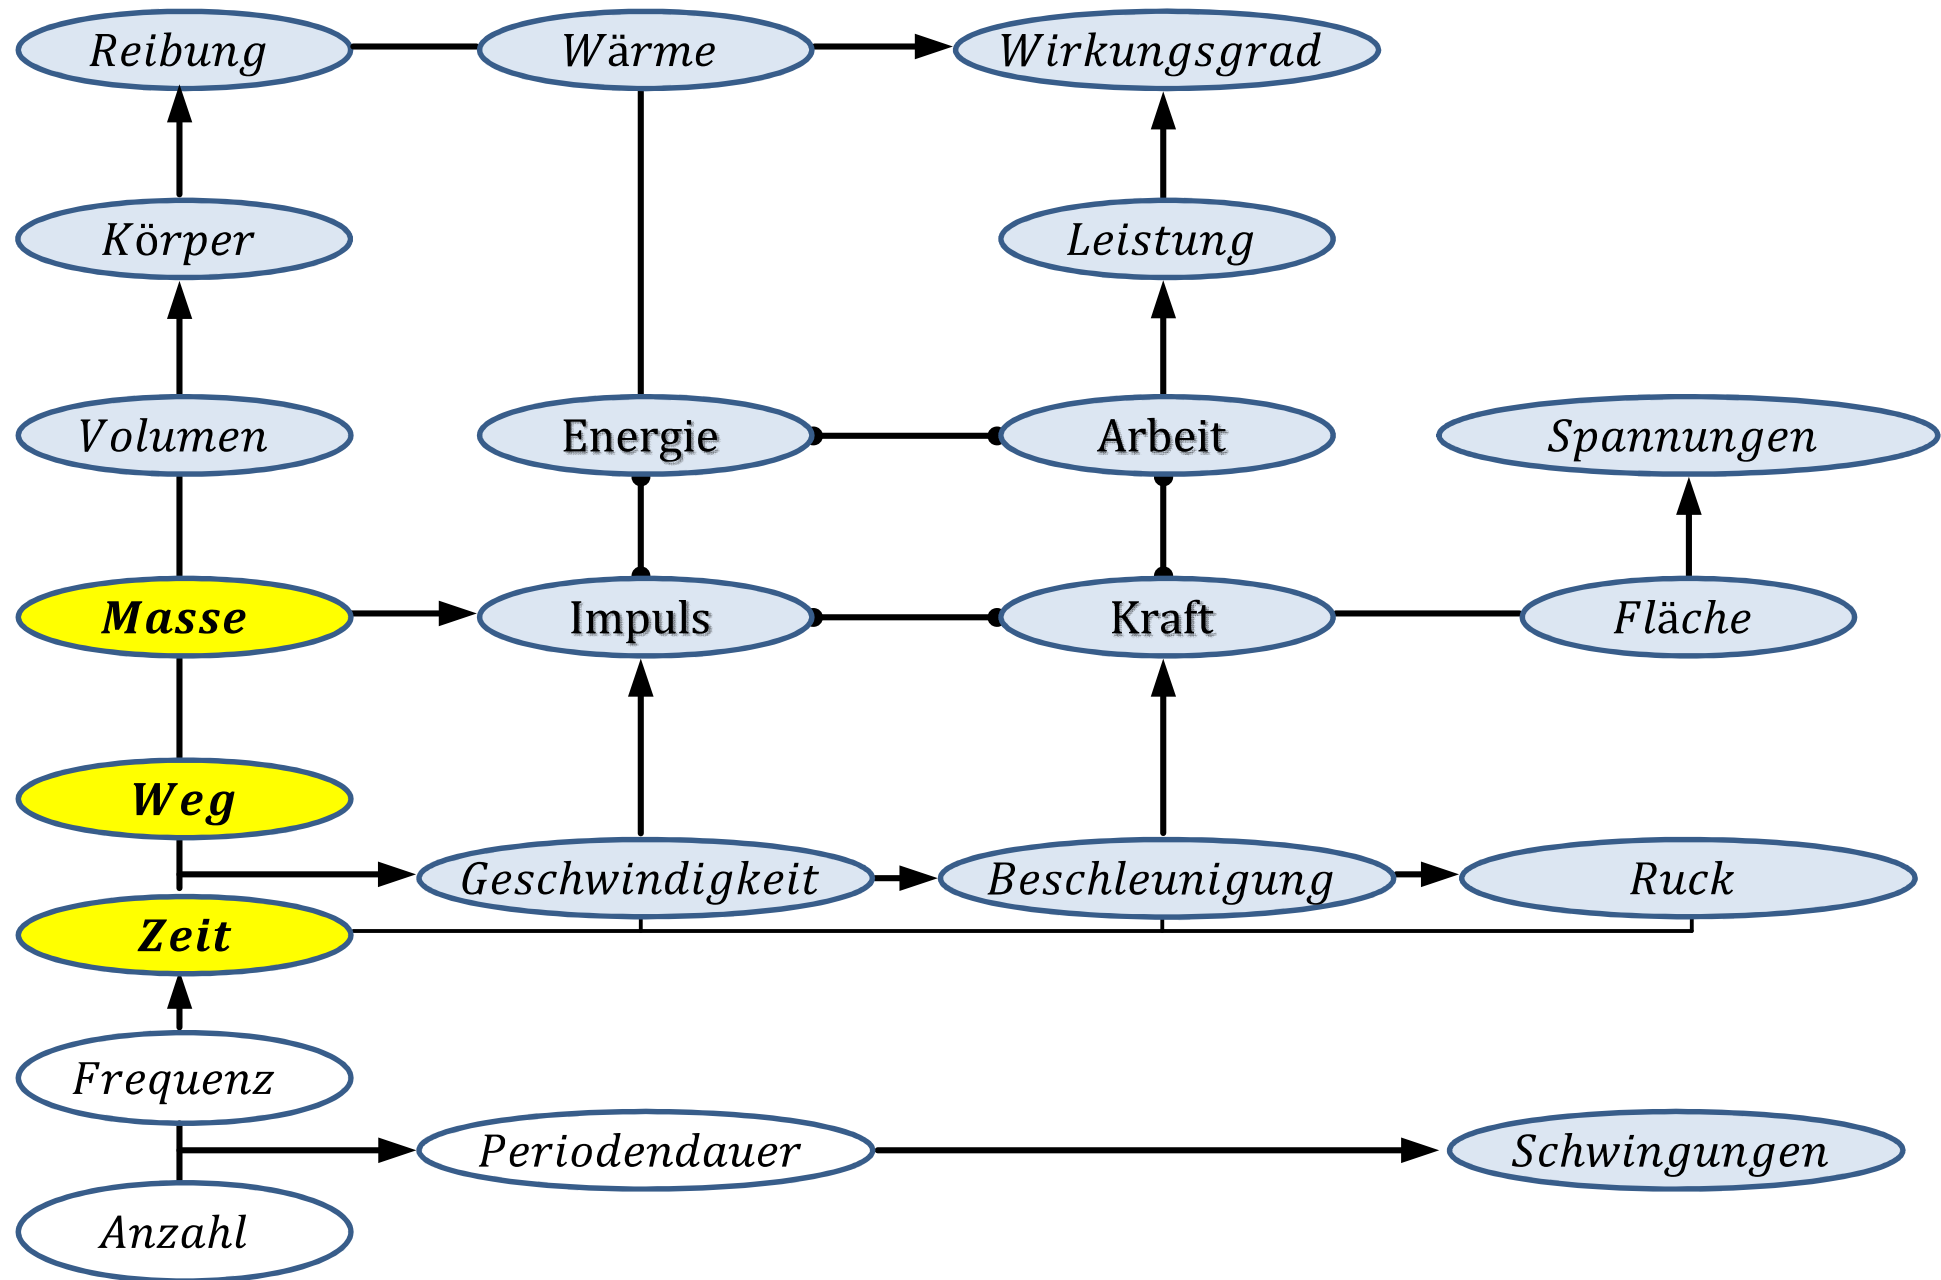 Reibung
Wärme
Wirkungsgrad
Körper
Leistung
Volumen
Energie
Arbeit
Spannungen
Masse
Impuls
Kraft
Fläche
Weg
Geschwindigkeit
Beschleunigung
Ruck
Zeit
Frequenz
Periodendauer
Schwingungen
Anzahl